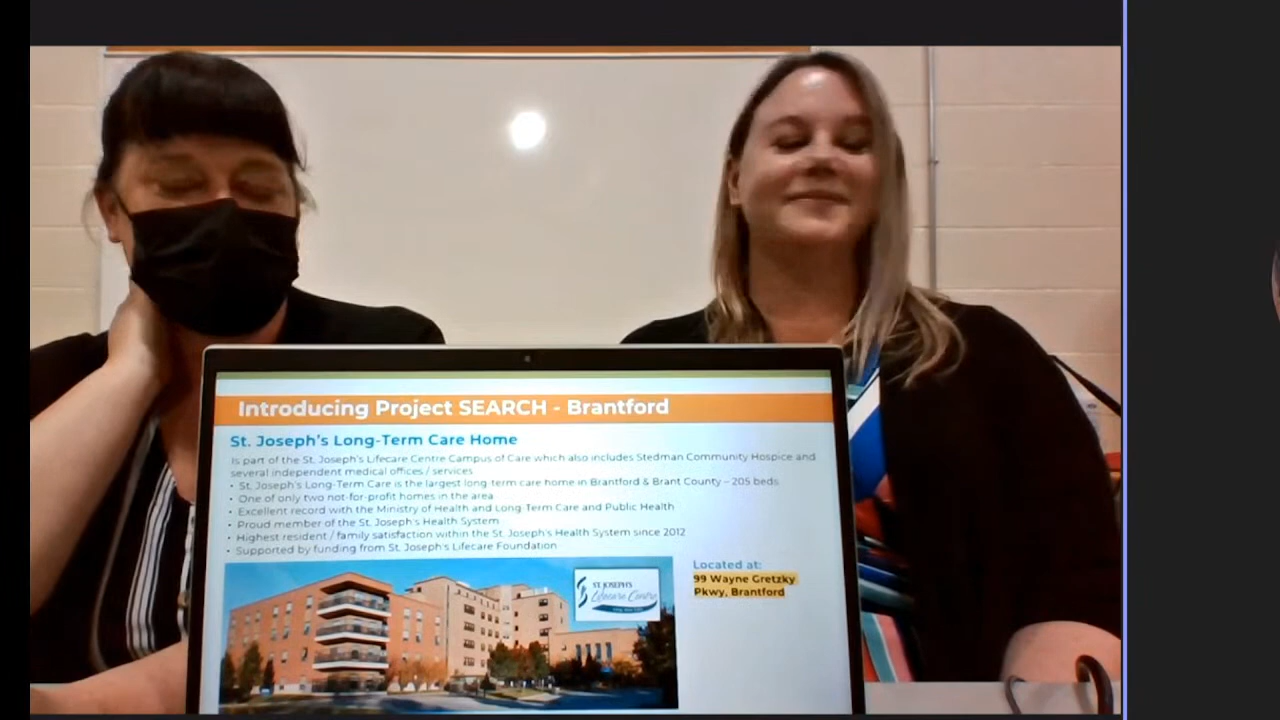 Introducing Project SEARCH - Brantford
St. Joseph's Long-Term Care Home
Is part of the St. Joseph's Lifecare Centre Campus of Care which also includes Stedman Community Hospice and
several independent medical offices / services
• St. Joseph's Long-Term Care is the largest long term care home in Brantford & Brant County – 205 beds
• One of only two not-for-profit homes in the area
• Excellent record with the Ministry of Health and Long-Term Care and Public Health
• Proud member of the St. Joseph's Health System
• Highest resident / family satisfaction within the St. Joseph's Health System since 2012
• Supported by funding from St. Joseph's Lifecare Foundation
ST. JOSEPH'S
Lifecare Centre
Located at:
99 Wayne Gretzky
Pkwy, Brantford